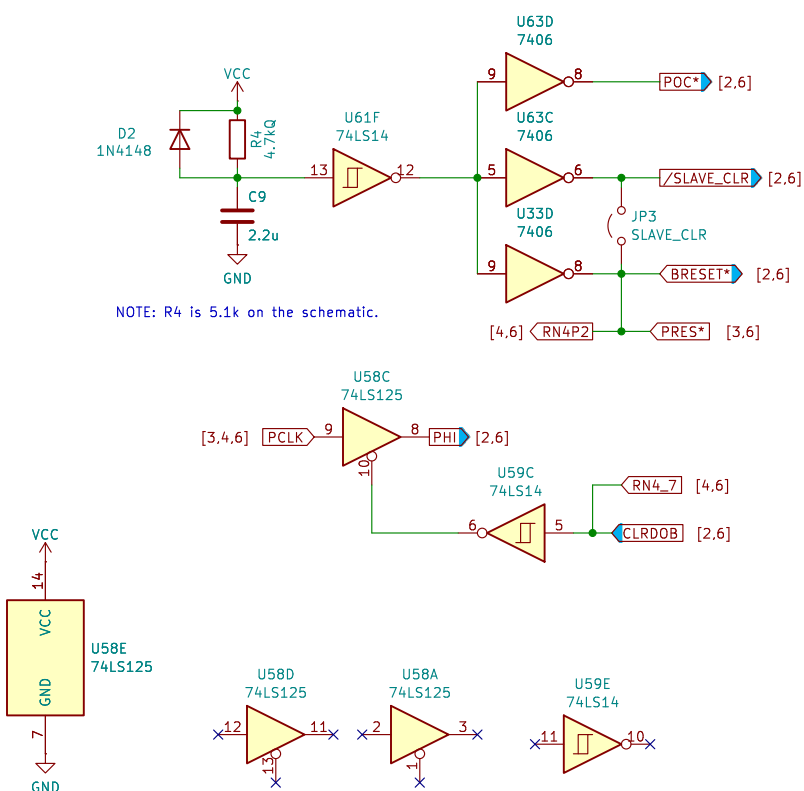 U63D
7406
9
8
POC*
[2,6]
VCC
D2
1N4148
R4
4.7kΩ
U61F
74LS14
13
12
U63C
7406
5
6
/SLAVE_CLR
[2,6]
C9
2.2u
GND
U33D
7406
9
8
JP3
SLAVE_CLR
BRESET*
[2,6]
NOTE: R4 is 5.1k on the schematic.
[4,6]
RN4P2
PRES*
[3,6]
U58C
74LS125
[3,4,6]
PCLK
9
8
PHI
[2,6]
10
U59C
74LS14
6
5
RN4_7
[4,6]
CLRDOB
[2,6]
VCC
14
VCC
GND
U58E
74LS125
7
GND
U58D
74LS125
12
11
13
U58A
74LS125
2
3
1
U59E
74LS14
11
10